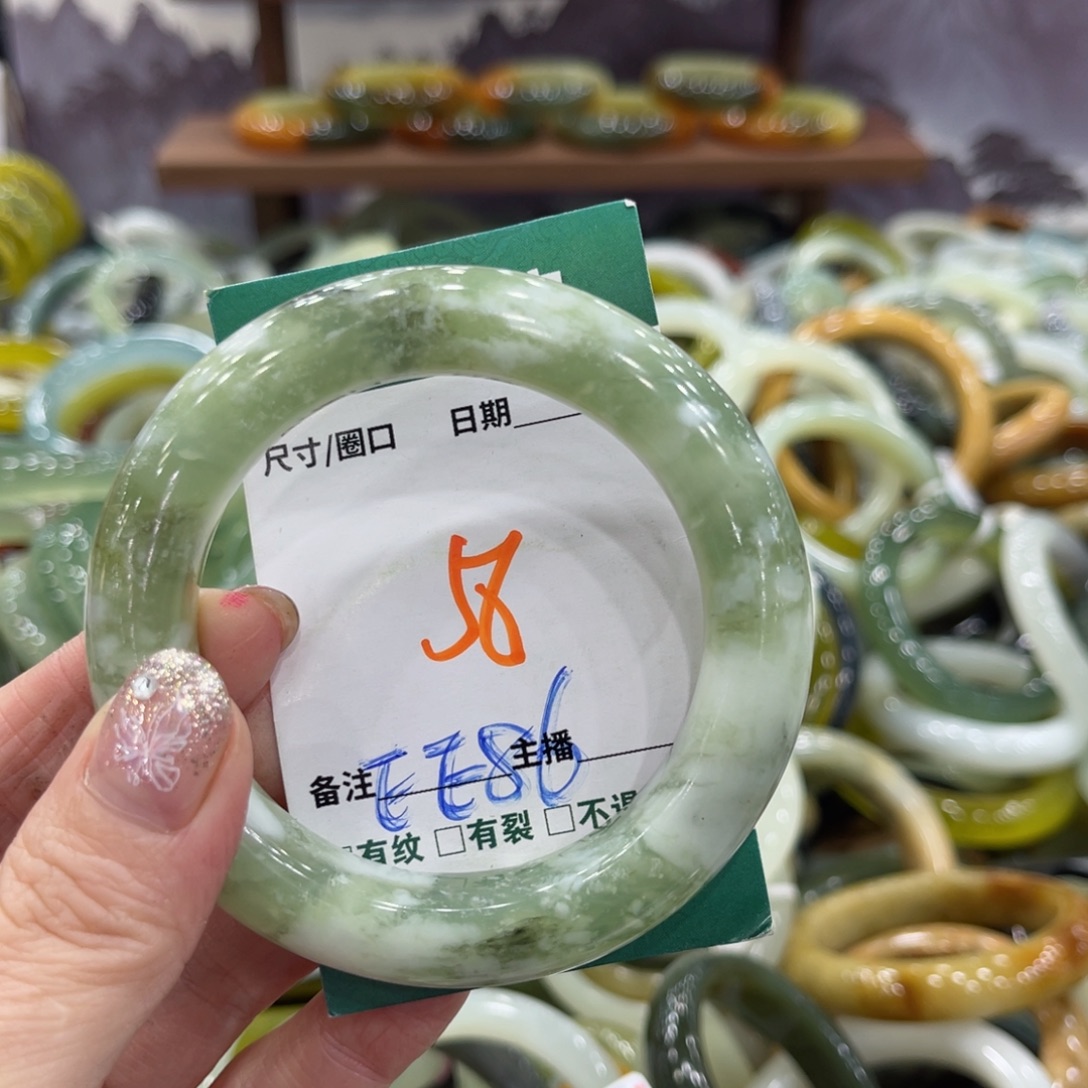 尺寸/圈口 日期
58
备注 EE86 主播
有纹 □有裂 □不退